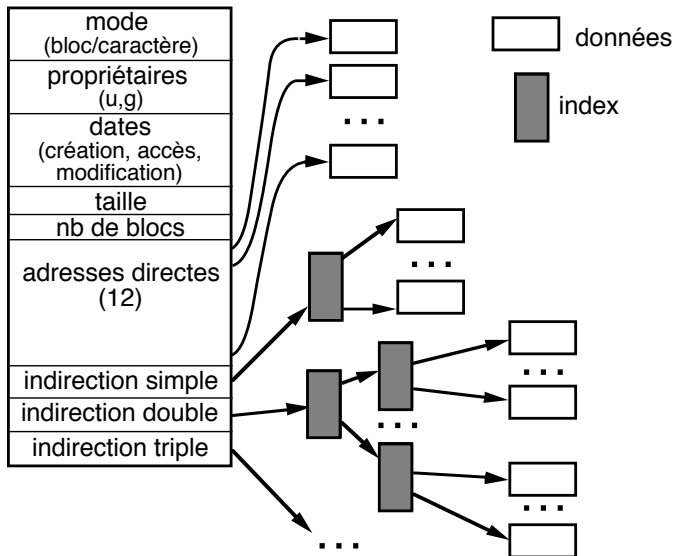 mode
(bloc/caractère)
propriétaires
(u,g)
dates
(création, accès,
modification)
taille
nb de blocs
adresses directes
(12)
indirection simple
indirection double
indirection triple
données
index